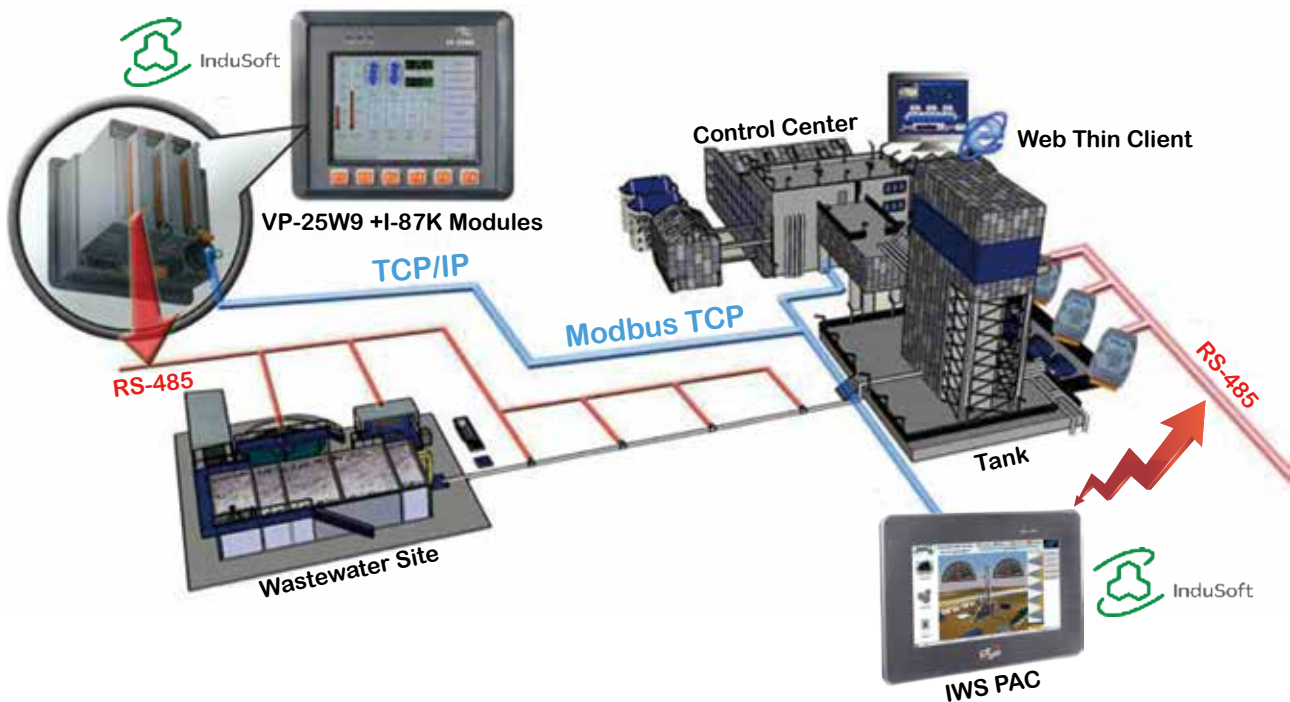 InduSoft
VP-25W9 +I-87K Modules
Control Center
Web Thin Client
TCP/IP
Modbus TCP
RS-485
RS-485
Tank
Wastewater Site
InduSoft
IWS PAC